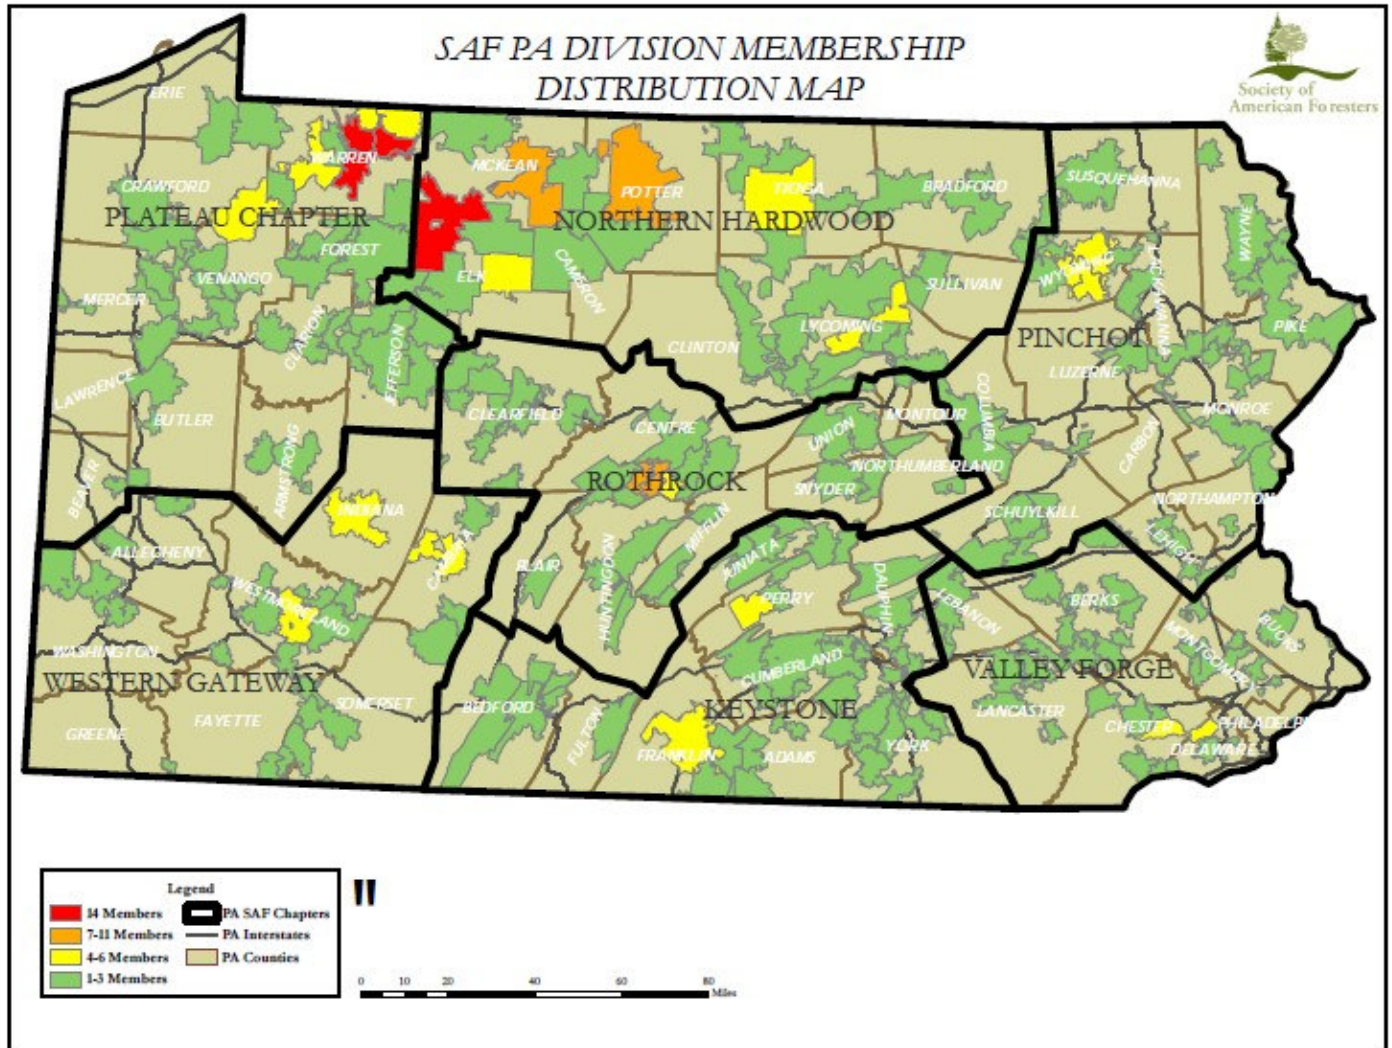 SAF PA DIVISION MEMBERSHIP
DISTRIBUTION MAP
Society of
American Foresters
ERIE
WARREN
MCKEAN
POTTER
TIOGA
BRADFORD
SUSQUEHANNA
CRAWFORD
PLATEAU CHAPTER
NORTHERN HARDWOOD
WAYNE
FOREST
VENANGO
ELK
CAMERON
SULLIVAN
WYOMING
LACKAWANNA
MERCER
CLARION
JEFFERSON
CLINTON
LYCOMING
PINCHOT
PIKE
LUZERNE
LAWRENCE
BUTLER
CLEARFIELD
CENTRE
UNION
MONTOUR
COLUMBIA
MONROE
CARBON
BEAVER
ARMSTRONG
ROTHROCK
SNYDER
NORTHUMBERLAND
NORTHAMPTON
INDIANA
SCHUYLKILL
LEHIGH
ALLEGHENY
CAMBRIA
BLAIR
HUNTINGDON
MIFFLIN
JUNIATA
WESTMORELAND
PERRY
DAUPHIN
LEBANON
BERKS
BUCKS
MONTGOMERY
WASHINGTON
WESTERN GATEWAY
CUMBERLAND
VALLEY FORGE
GREENE
FAYETTE
SOMERSET
BEDFORD
FULTON
KEYSTONE
FRANKLIN
ADAMS
YORK
LANCASTER
CHESTER
DELAWARE
PHILADELPHI
Legend
14 Members
PA SAF Chapters
7-11 Members
PA Interstates
4-6 Members
PA Counties
1-3 Members
"
0 10 20 40 60 80
Miles